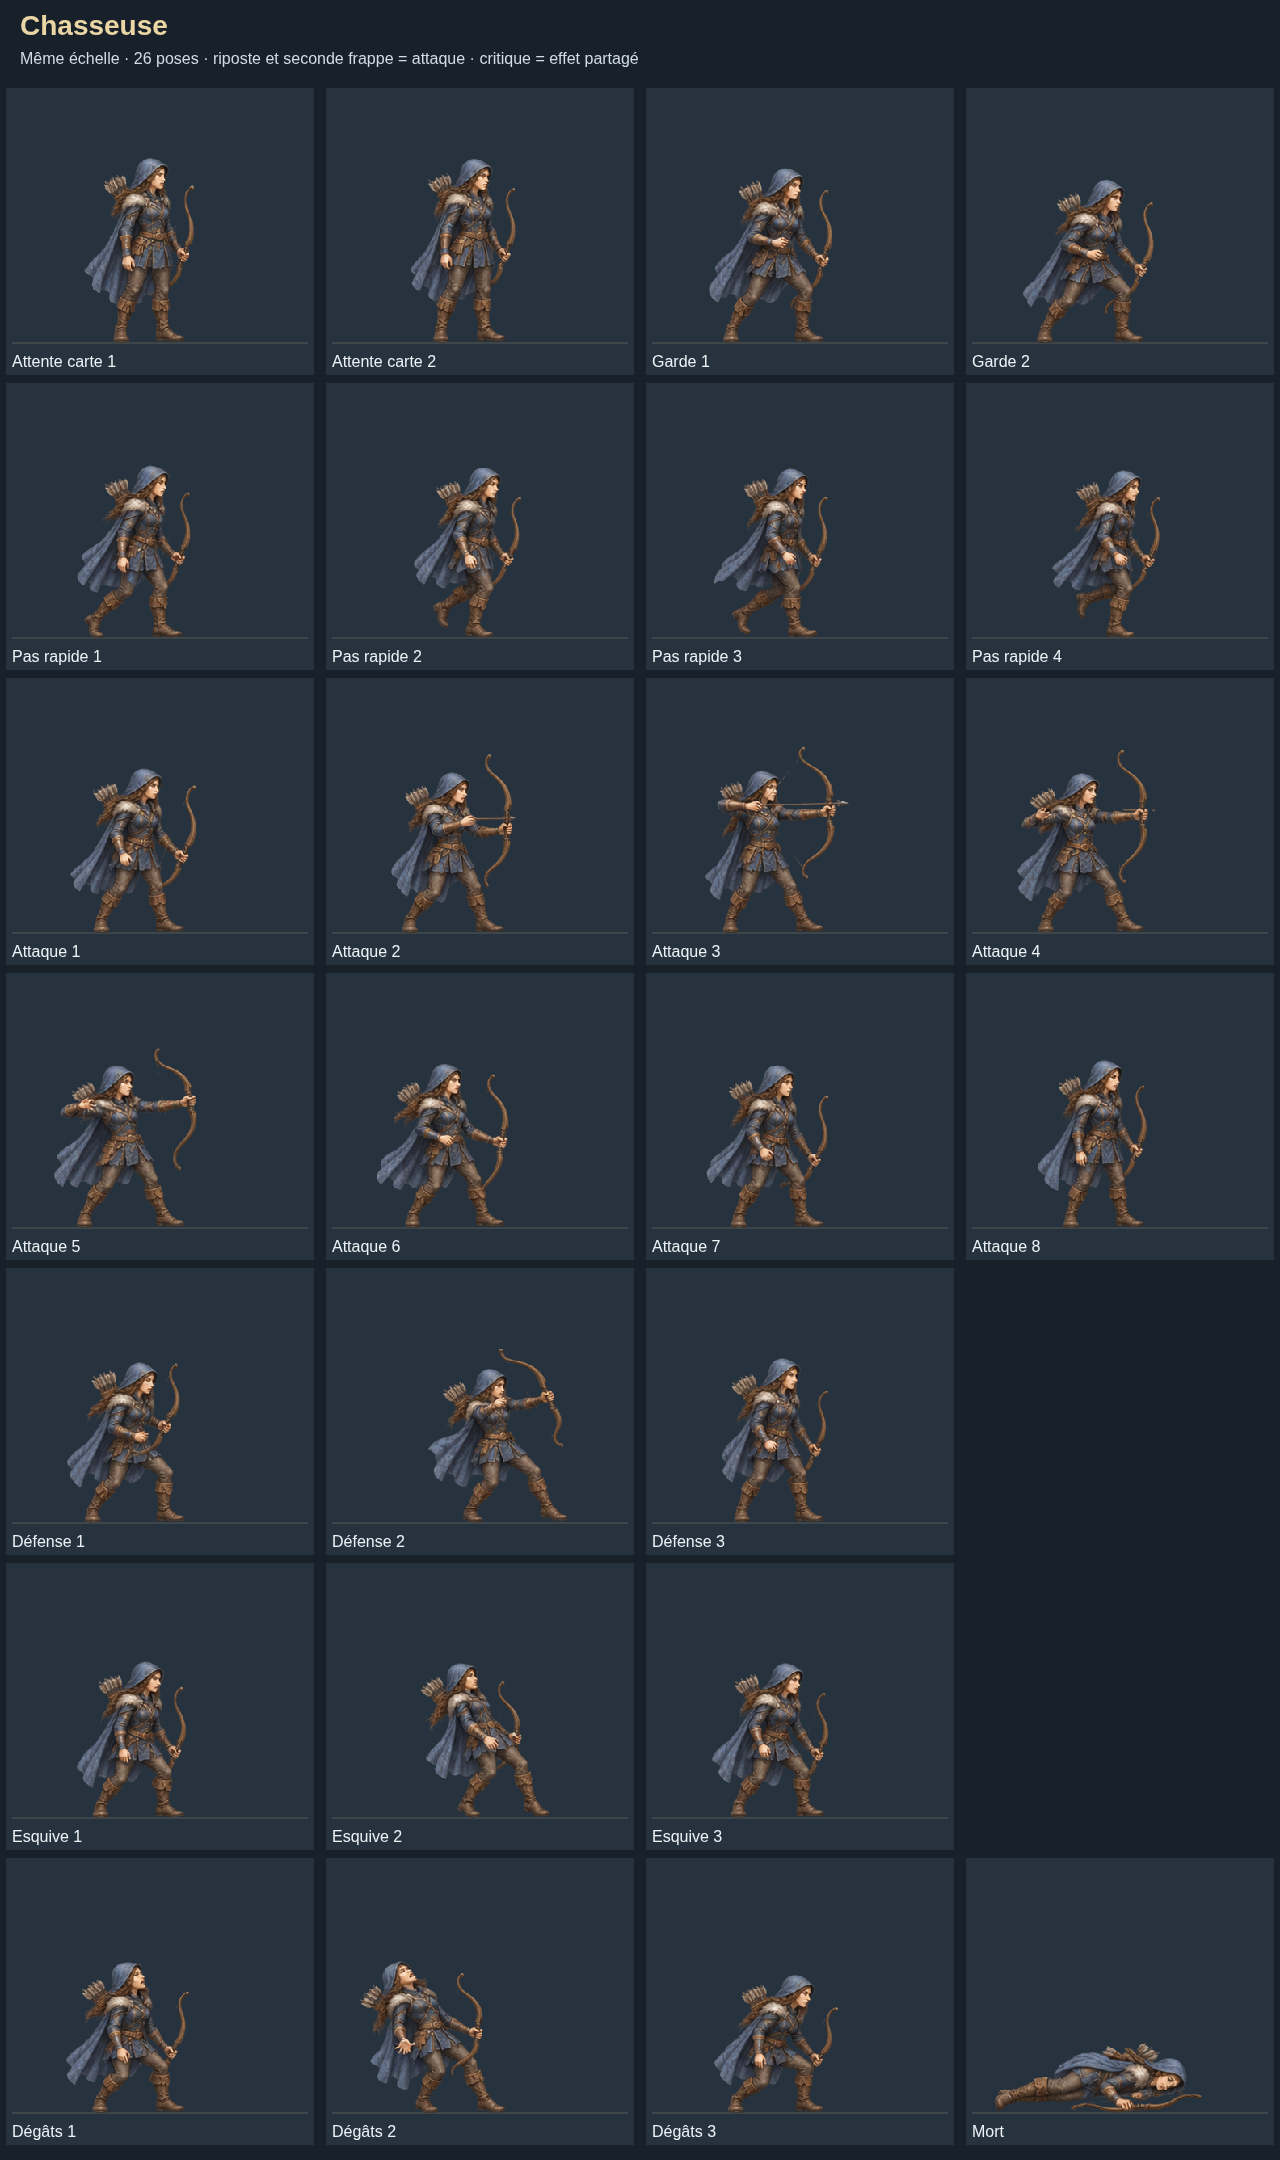 Chasseuse
Même échelle · 26 poses · riposte et seconde frappe = attaque · critique = effet partagé
Attente carte 1
Attente carte 2
Garde 1
Garde 2
Pas rapide 1
Pas rapide 2
Pas rapide 3
Pas rapide 4
Attaque 1
Attaque 2
Attaque 3
Attaque 4
Attaque 5
Attaque 6
Attaque 7
Attaque 8
Défense 1
Défense 2
Défense 3
Esquive 1
Esquive 2
Esquive 3
Dégâts 1
Dégâts 2
Dégâts 3
Mort